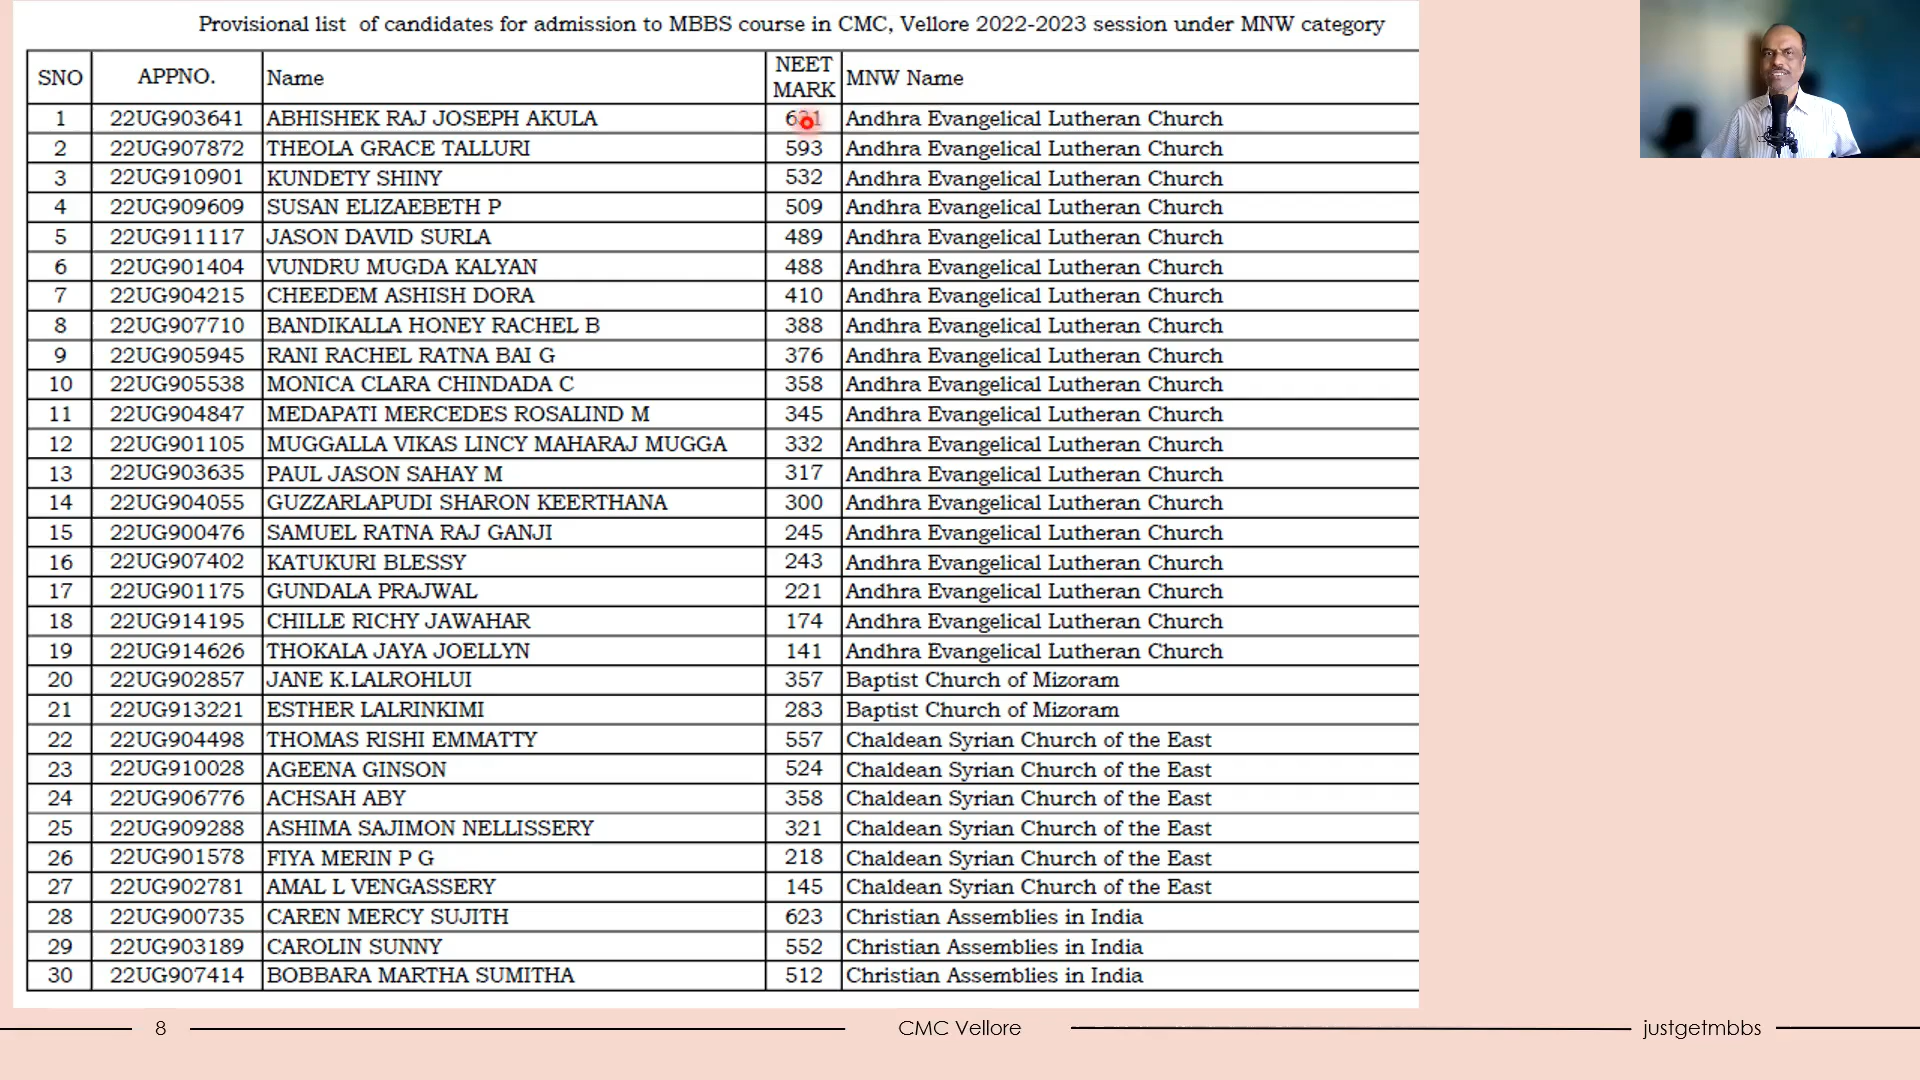 Provisional list of candidates for admission to MBBS course in CMC, Vellore 2022-2023 session under MNW category
SNO APPNO. Name NEET MARK MNW Name
1 22UG903641 ABHISHEK RAJ JOSEPH AKULA Andhra Evangelical Lutheran Church
2 22UG907872 THEOLA GRACE TALLURI 593 Andhra Evangelical Lutheran Church
3 22UG910901 KUNDETY SHINY 532 Andhra Evangelical Lutheran Church
4 22UG909609 SUSAN ELIZAEBETH P 509 Andhra Evangelical Lutheran Church
5 22UG911117 JASON DAVID SURLA 489 Andhra Evangelical Lutheran Church
6 22UG901404 VUNDRU MUGDA KALYAN 488 Andhra Evangelical Lutheran Church
7 22UG904215 CHEEDEM ASHISH DORA 410 Andhra Evangelical Lutheran Church
8 22UG907710 BANDIKALLA HONEY RACHEL B 388 Andhra Evangelical Lutheran Church
9 22UG905945 RANI RACHEL RATNA BAI G 376 Andhra Evangelical Lutheran Church
10 22UG905538 MONICA CLARA CHINDADA C 358 Andhra Evangelical Lutheran Church
11 22UG904847 MEDAPATI MERCEDES ROSALIND M 345 Andhra Evangelical Lutheran Church
12 22UG901105 MUGGALLA VIKAS LINCY MAHARAJ MUGGA 332 Andhra Evangelical Lutheran Church
13 22UG903635 PAUL JASON SAHAY M 317 Andhra Evangelical Lutheran Church
14 22UG904055 GUZZARLAPUDI SHARON KEERTHANA 300 Andhra Evangelical Lutheran Church
15 22UG900476 SAMUEL RATNA RAJ GANJI 245 Andhra Evangelical Lutheran Church
16 22UG907402 KATUKURI BLESSY 243 Andhra Evangelical Lutheran Church
17 22UG901175 GUNDALA PRAJWAL 221 Andhra Evangelical Lutheran Church
18 22UG914195 CHILLE RICHY JAWAHAR 174 Andhra Evangelical Lutheran Church
19 22UG914626 THOKALA JAYA JOELLYN 141 Andhra Evangelical Lutheran Church
20 22UG902857 JANE K.LALROHLUI 357 Baptist Church of Mizoram
21 22UG913221 ESTHER LALRINKIMI 283 Baptist Church of Mizoram
22 22UG904498 THOMAS RISHI EMMATTY 557 Chaldean Syrian Church of the East
23 22UG910028 AGEENA GINSON 524 Chaldean Syrian Church of the East
24 22UG906776 ACHSAH ABY 358 Chaldean Syrian Church of the East
25 22UG909288 ASHIMA SAJIMON NELLISSERY 321 Chaldean Syrian Church of the East
26 22UG901578 FIYA MERIN P G 218 Chaldean Syrian Church of the East
27 22UG902781 AMAL L VENGASSERY 145 Chaldean Syrian Church of the East
28 22UG900735 CAREN MERCY SUJITH 623 Christian Assemblies in India
29 22UG903189 CAROLIN SUNNY 552 Christian Assemblies in India
30 22UG907414 BOBBARA MARTHA SUMITHA 512 Christian Assemblies in India
8 CMC Vellore justgetmbbs